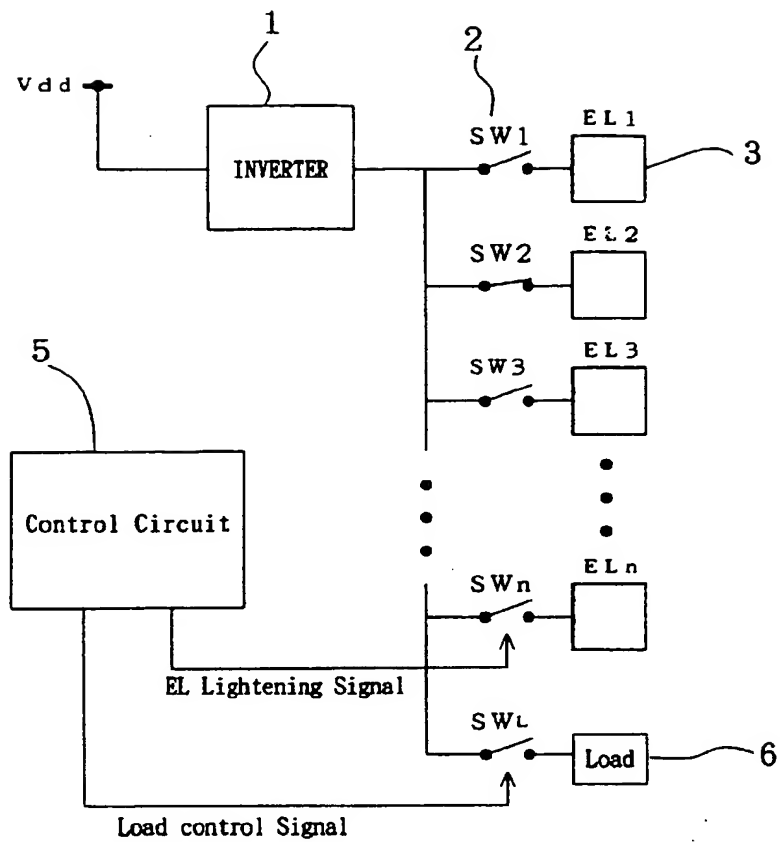 1
Vdd
INVERTER
2
SW1
EL1
3
SW2
EL2
SW3
EL3
5
Control Circuit
SWn
ELn
EL Lightening Signal
SWL
Load
6
Load control Signal